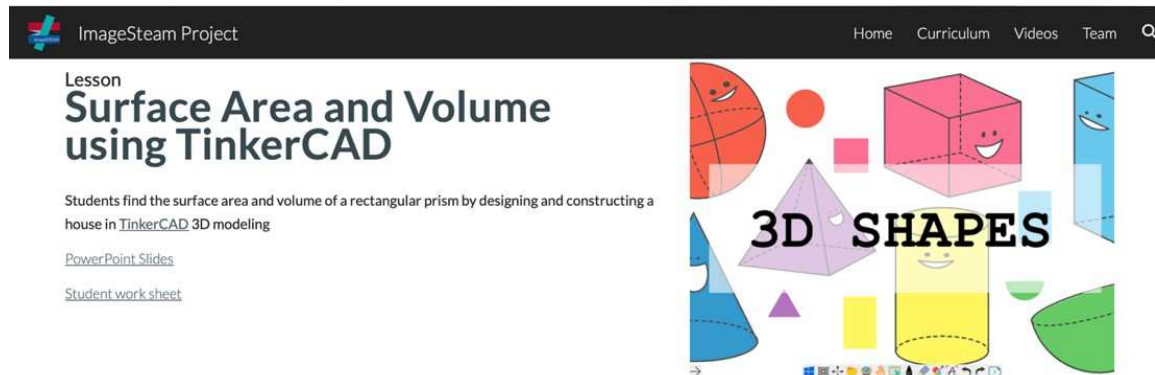 ImageSteam Project
Home Curriculum Videos Team
Lesson
Surface Area and Volume
using TinkerCAD
Students find the surface area and volume of a rectangular prism by designing and constructing a
house in TinkerCAD 3D modeling
PowerPoint Slides
Student work sheet
3D SHAPES